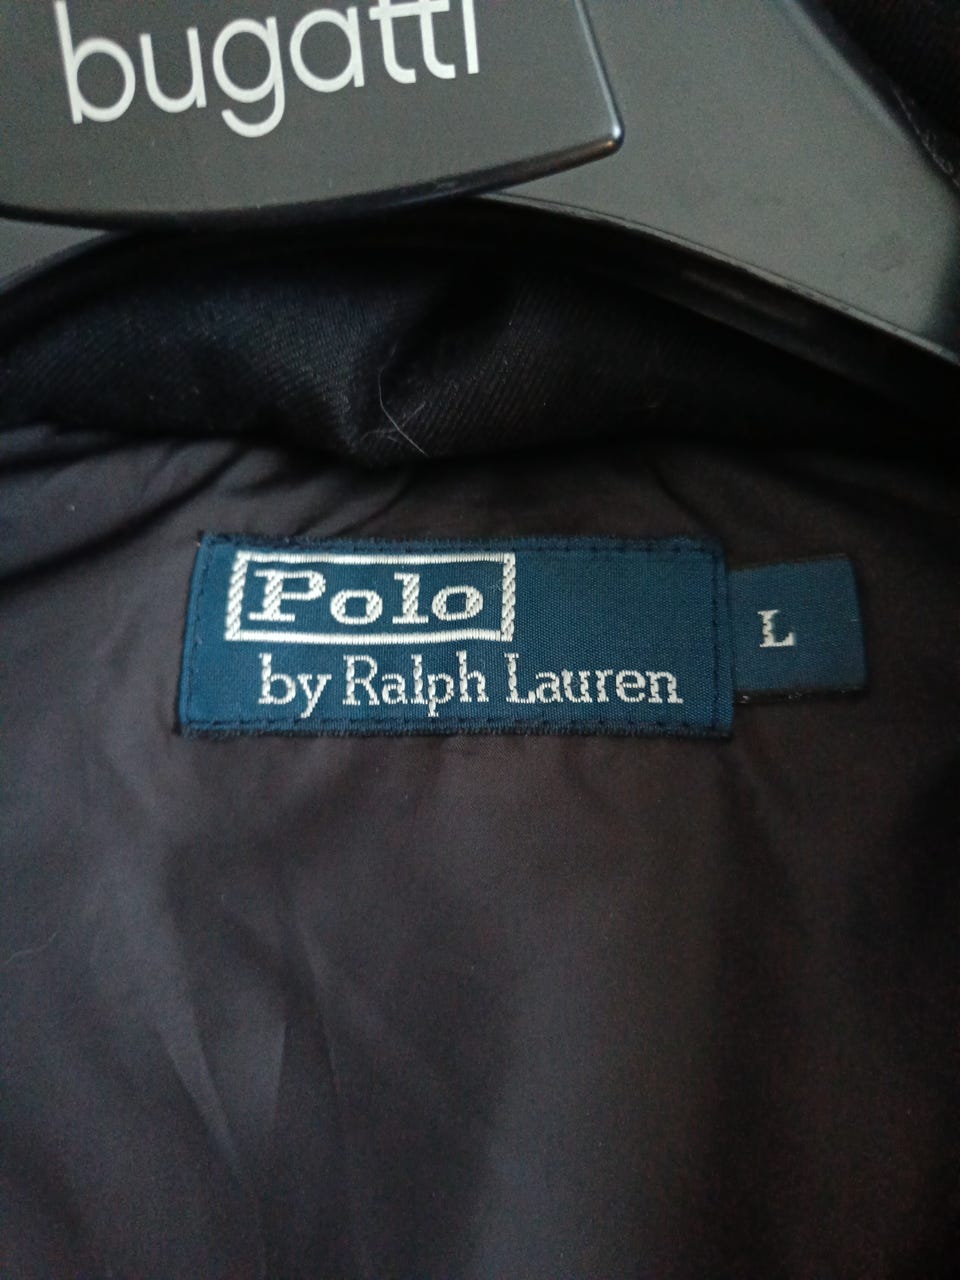 bugatti
Polo
by Ralph Lauren
L